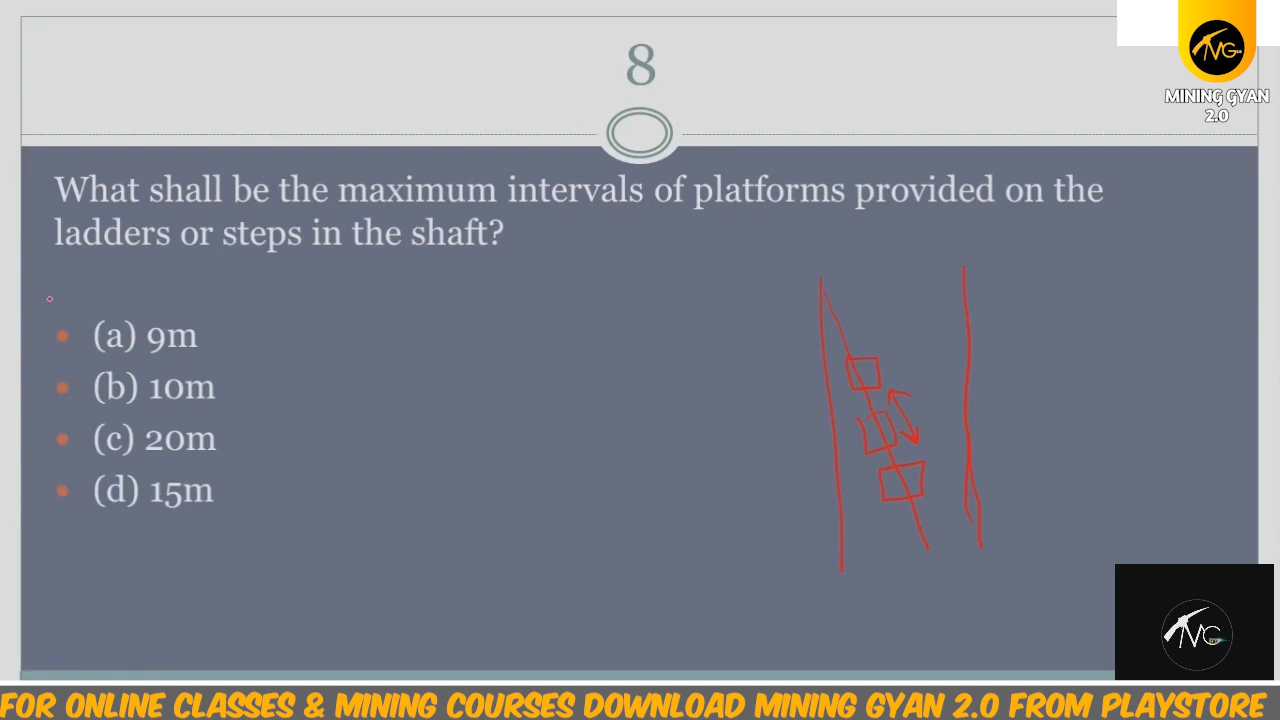 8
MINING GYAN
2.0
What shall be the maximum intervals of platforms provided on the
ladders or steps in the shaft?
(a) 9m
(b) 10m
(c) 20m
(d) 15m
FOR ONLINE CLASSES & MINING COURSES DOWNLOAD MINING GYAN 2.0 FROM PLAYSTORE